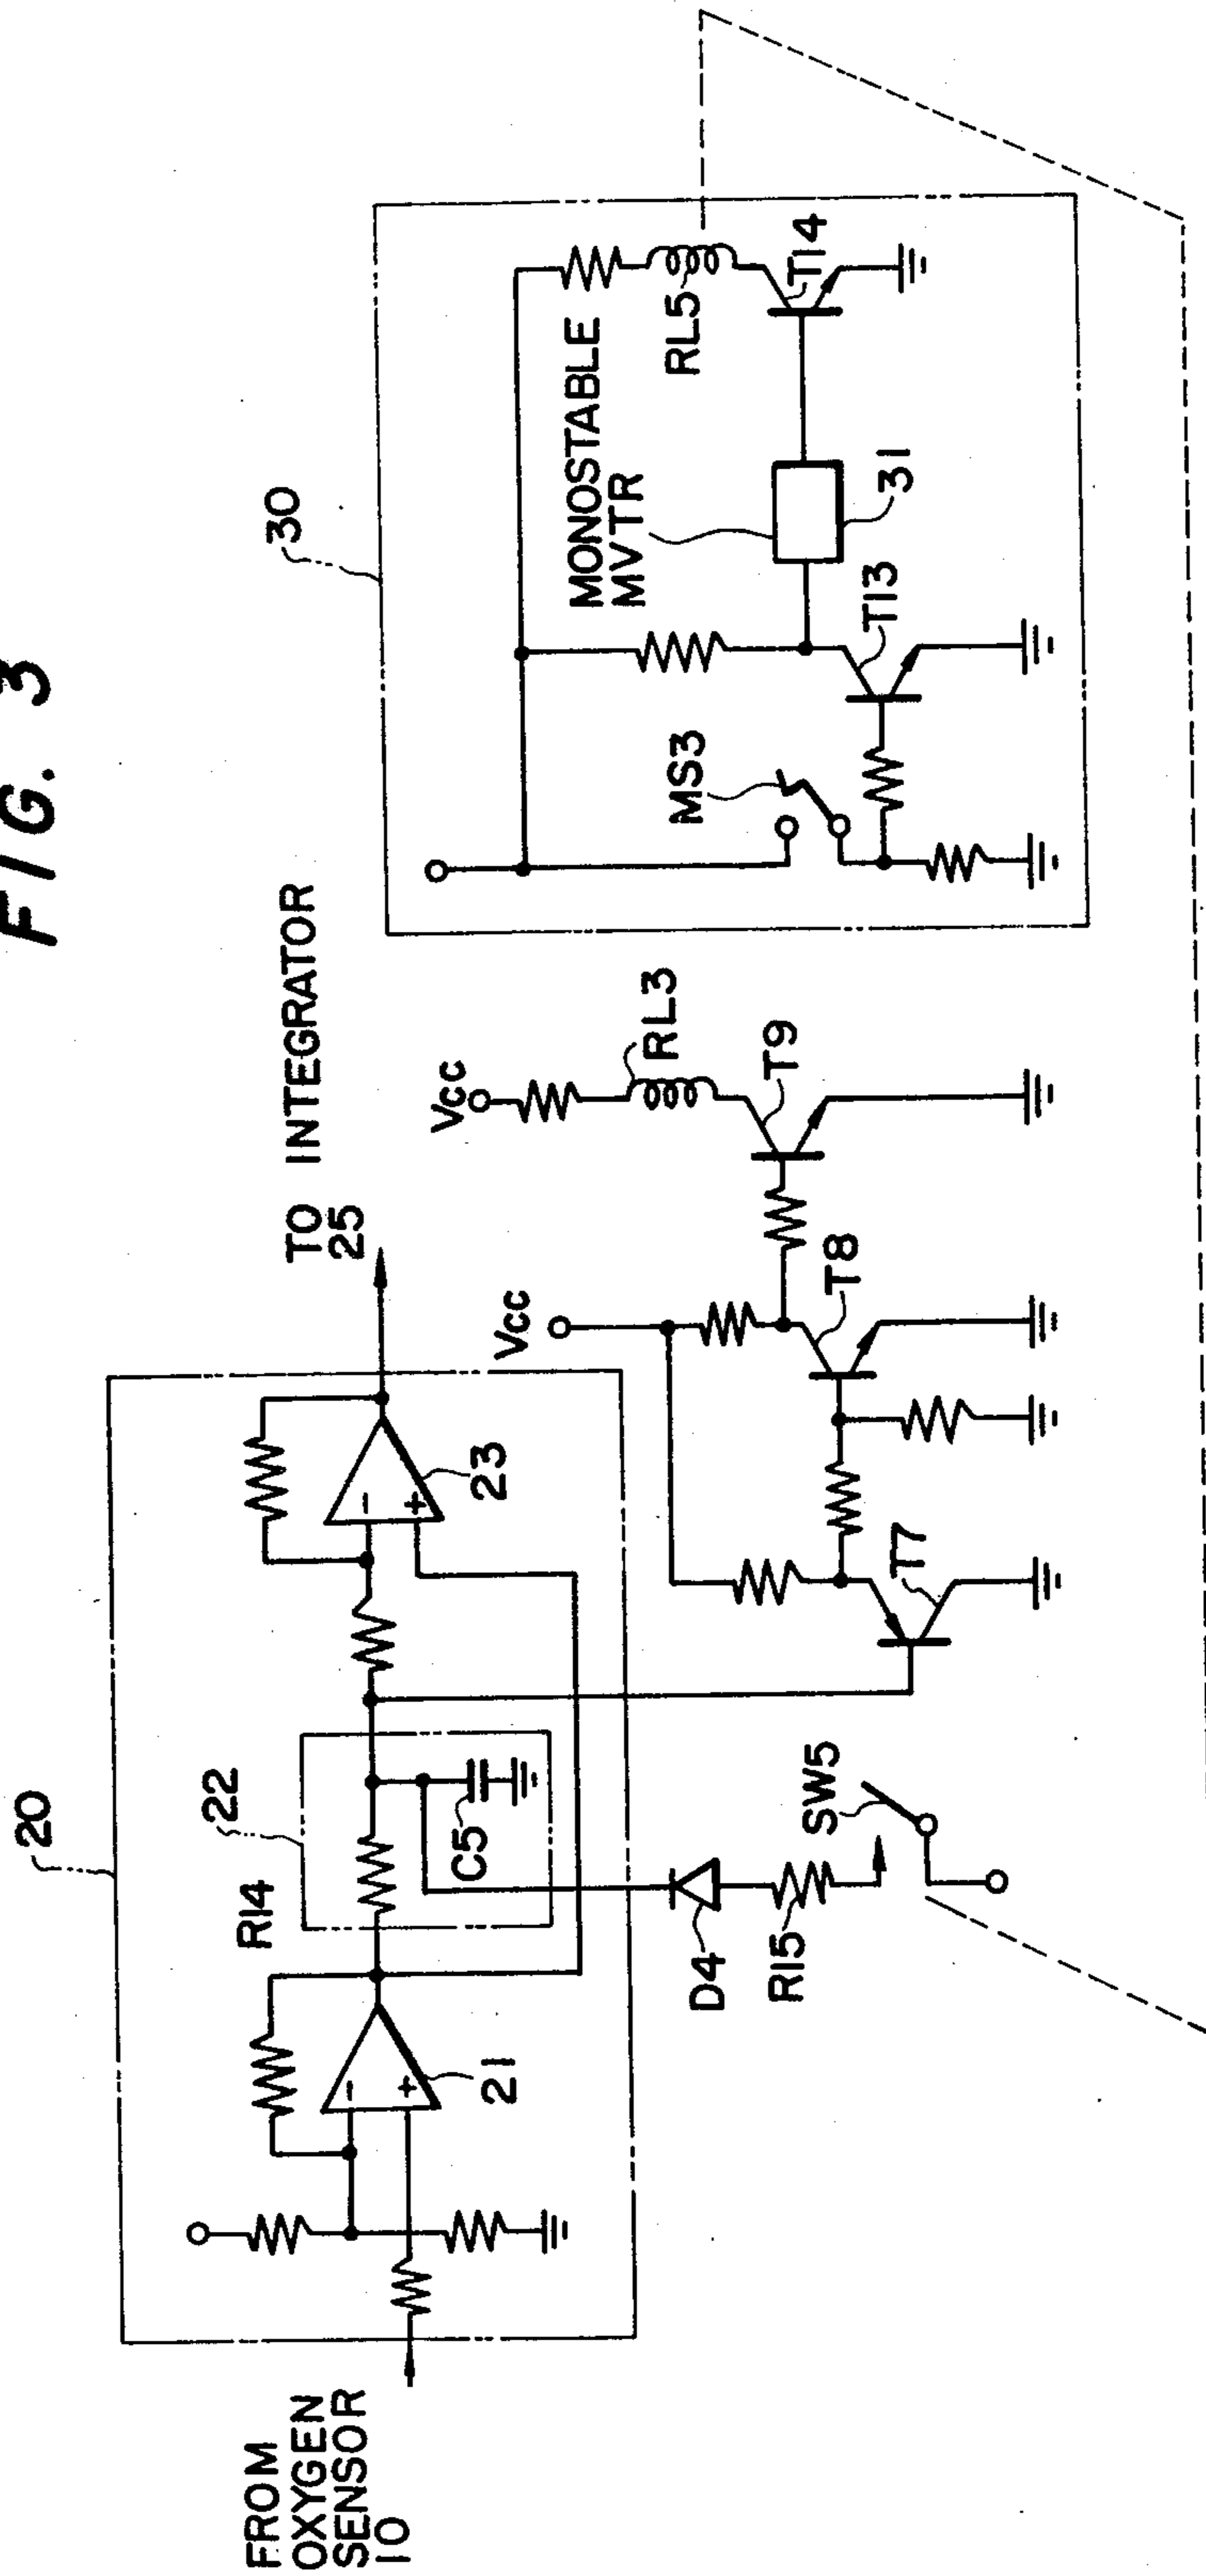 FIG. 3
20
22
R14
C5
21
- +
23
- +
FROM
OXYGEN
SENSOR
10
TO INTEGRATOR
25
D4
R15
SW5
T7
T8
T9
Vcc
Vcc
RL3
30
MONOSTABLE
MVTR
MS3
T13
31
RL5
T14